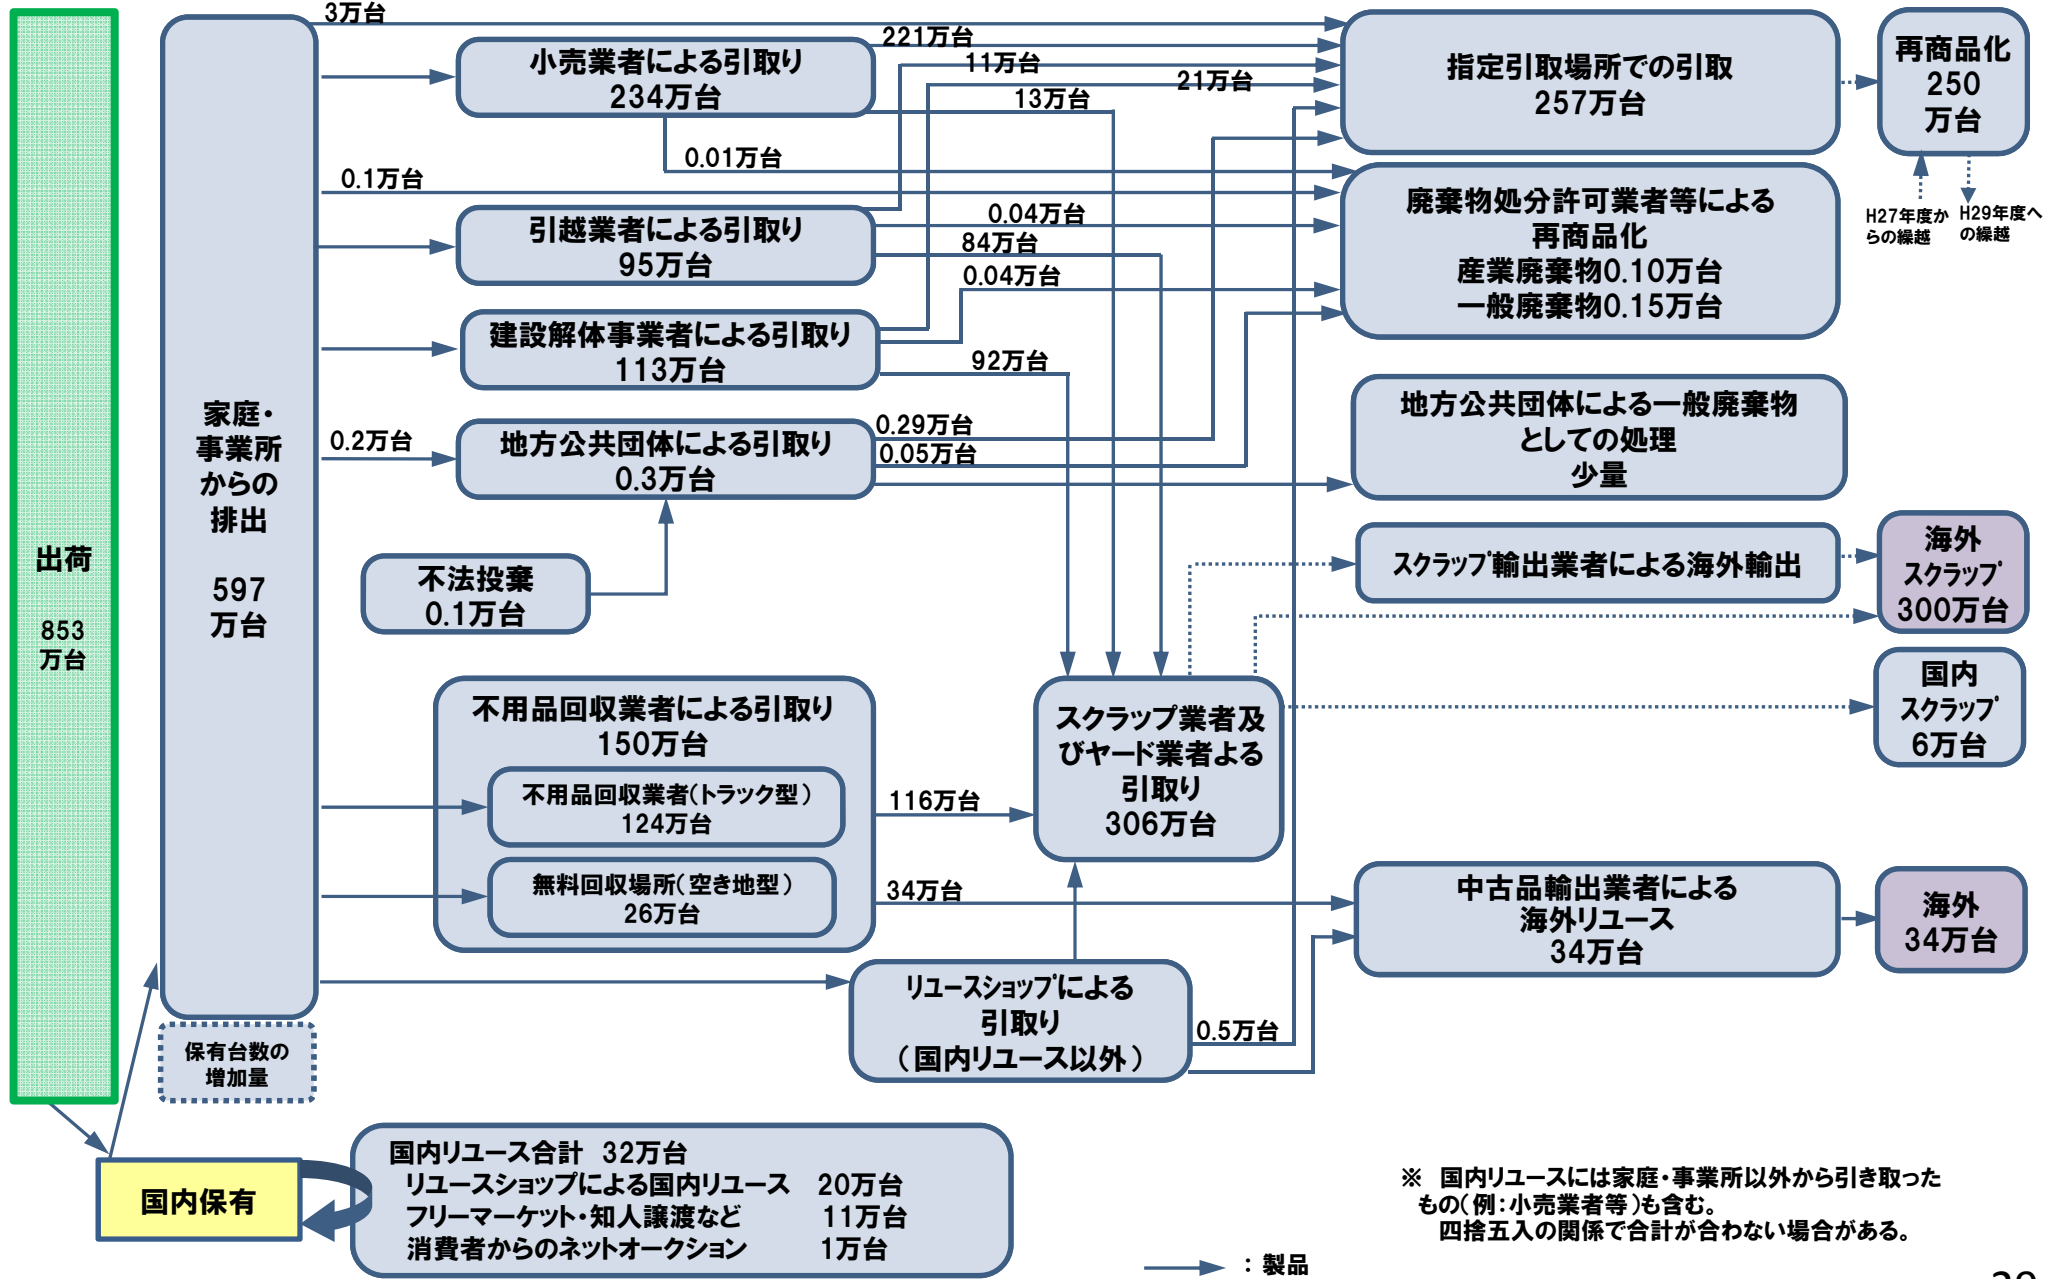 出荷
853
万台
家庭・
事業所
からの
排出
597
万台
保有台数の
増加量
国内保有
3万台
小売業者による引取り
234万台
221万台
11万台
21万台
13万台
0.01万台
0.1万台
引越業者による引取り
95万台
0.04万台
84万台
0.04万台
建設解体事業者による引取り
113万台
92万台
0.2万台
地方公共団体による引取り
0.3万台
0.29万台
0.05万台
不法投棄
0.1万台
不用品回収業者による引取り
150万台
不用品回収業者（トラック型）
124万台
無料回収場所（空き地型）
26万台
116万台
34万台
スクラップ業者及
びヤード業者よる
引取り
306万台
リユースショップによる
引取り
（国内リユース以外）
0.5万台
指定引取場所での引取
257万台
再商品化
250
万台
H27年度か
らの繰越
H29年度へ
の繰越
廃棄物処分許可業者等による
再商品化
産業廃棄物0.10万台
一般廃棄物0.15万台
地方公共団体による一般廃棄物
としての処理
少量
スクラップ輸出業者による海外輸出
海外
スクラップ
300万台
国内
スクラップ
6万台
中古品輸出業者による
海外リユース
34万台
海外
34万台
国内リユース合計　32万台
リユースショップによる国内リユース　20万台
フリーマーケット・知人譲渡など　11万台
消費者からのネットオークション　1万台
※　国内リユースには家庭・事業所以外から引き取った
もの（例：小売業者等）も含む。
四捨五入の関係で合計が合わない場合がある。
：製品